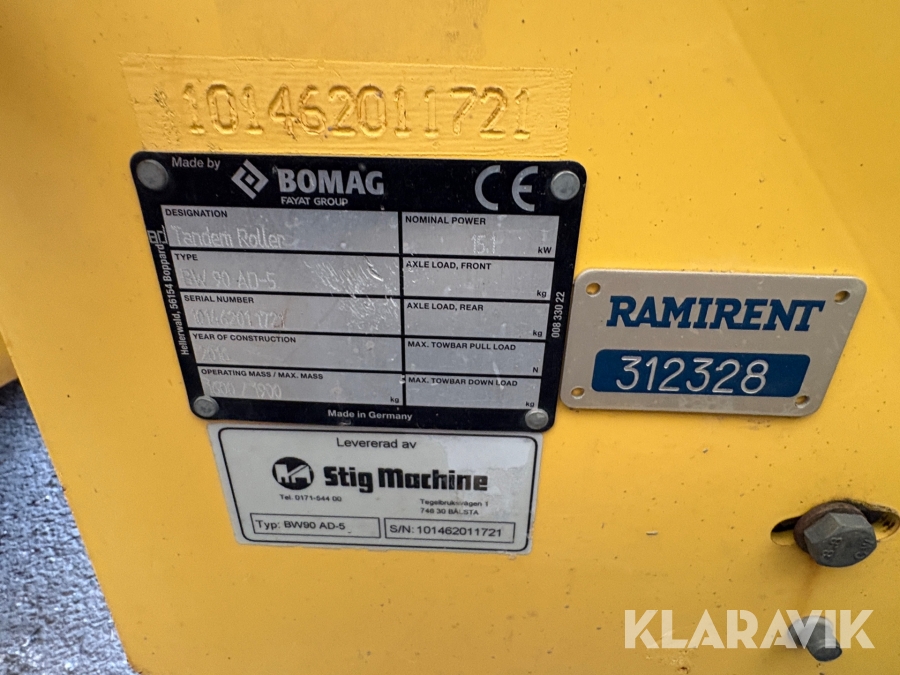 101462011721
Made by BOMAG CE
FAYAT GROUP
DESIGNATION NOMINAL POWER
Tandem Roller 15.1 kW
TYPE AXLE LOAD, FRONT
BW 90 AD-5 kg
SERIAL NUMBER AXLE LOAD, REAR
101462011721 kg
YEAR OF CONSTRUCTION MAX. TOWBAR PULL LOAD
N
OPERATING MASS / MAX. MASS MAX. TOWBAR DOWN LOAD
kg kg
Made in Germany
Hellerwald, 56154 Boppard
008 330 22
RAMIRENT
312328
Levererad av
Stig Machine
Tel. 0171-544 00 Tegelbruksvägen 1
746 30 BÅLSTA
Typ: BW90 AD-5 S/N: 101462011721
8.8
KLARAVIK